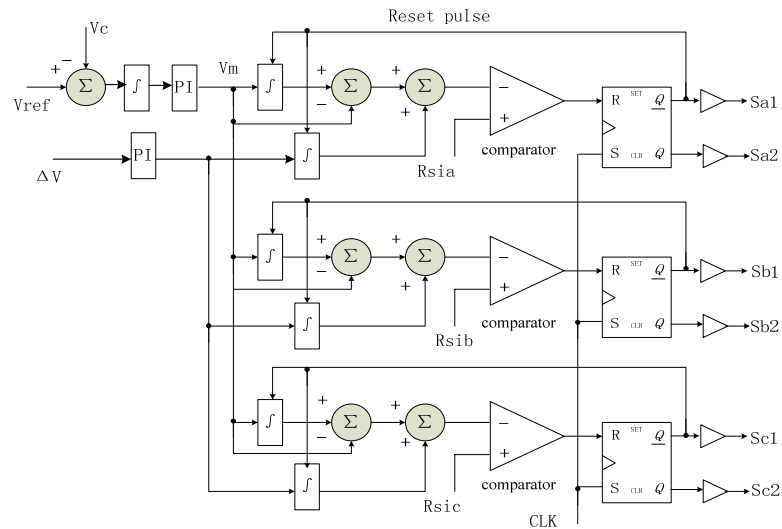 Reset pulse
Vc
−
+
Σ
∫
PI
Vm
Vref
ΔV
PI
∫
+
−
Σ
+
+
Σ
∫
−
+
comparator
Rsia
R SET Q
S CLR Q
Sa1
Sa2
∫
+
−
Σ
+
+
Σ
∫
−
+
comparator
Rsib
R SET Q
S CLR Q
Sb1
Sb2
∫
+
−
Σ
+
+
Σ
∫
−
+
comparator
Rsic
R SET Q
S CLR Q
Sc1
Sc2
CLK